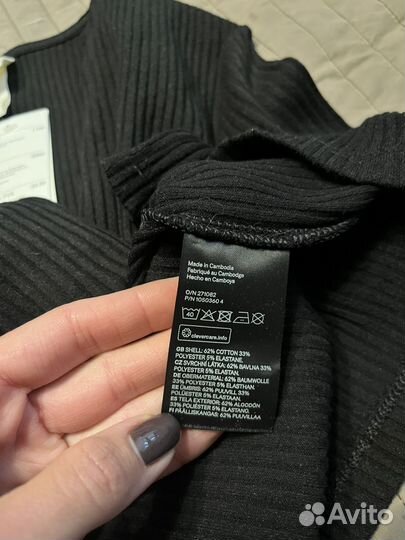 Made in Cambodia
Fabriqué au Cambodge
Hecho en Camboya
O/N 271082
P/N 1050360 4
40
clevercare.info
GB SHELL: 62% COTTON 33%
POLYESTER 5% ELASTANE.
CZ SVRCHNÍ LÁTKA: 62% BAVLNA 33%
POLYESTER 5% ELASTAN.
DE OBERMATERIAL: 62% BAUMWOLLE
33% POLYESTER 5% ELASTHAN.
EE ÜMBRIS: 62% PUUVILL 33%
POLÜESTER 5% ELASTAAN.
ES TELA EXTERIOR: 62% ALGODÓN
33% POLIÉSTER 5% ELASTANO.
FI PÄÄLLISKANGAS: 62% PUUVILLAA
Avito